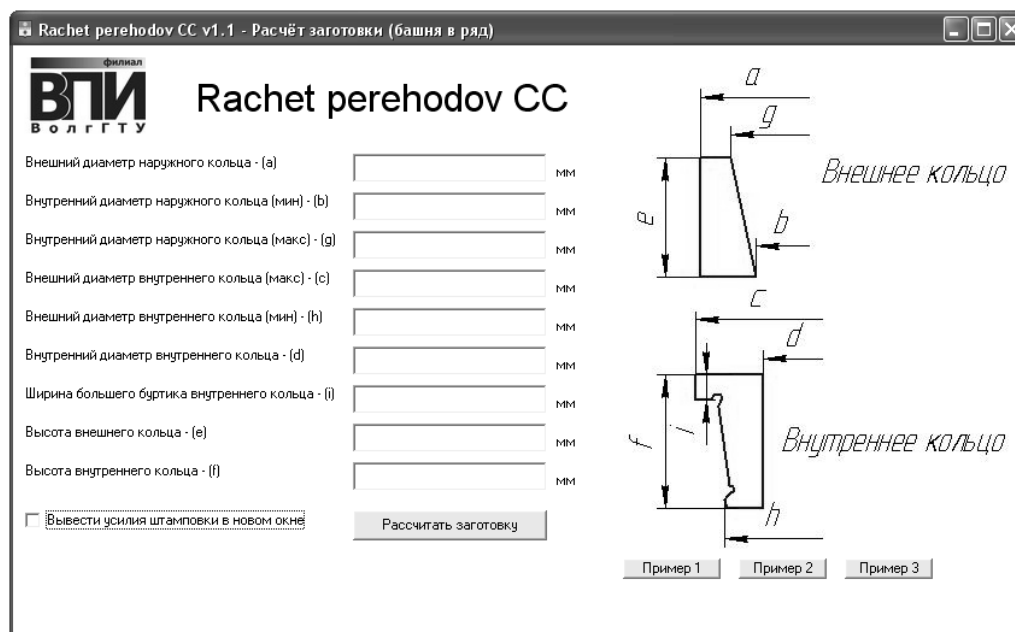 Rachet perehodov CC v1.1 - Расчёт заготовки (башня в ряд)
филиал
ВПИ
ВолгГТУ
Rachet perehodov CC
Внешний диаметр наружного кольца - (a)
мм
Внутренний диаметр наружного кольца (мин) - (b)
мм
Внутренний диаметр наружного кольца (макс) - (g)
мм
Внешний диаметр внутреннего кольца (макс) - (c)
мм
Внешний диаметр внутреннего кольца (мин) - (h)
мм
Внутренний диаметр внутреннего кольца - (d)
мм
Ширина большего буртика внутреннего кольца - (i)
мм
Высота внешнего кольца - (e)
мм
Высота внутреннего кольца - (f)
мм
Вывести усилия штамповки в новом окне
Рассчитать заготовку
a
g
Внешнее кольцо
e
b
c
d
f
i
Внутреннее кольцо
h
Пример 1
Пример 2
Пример 3